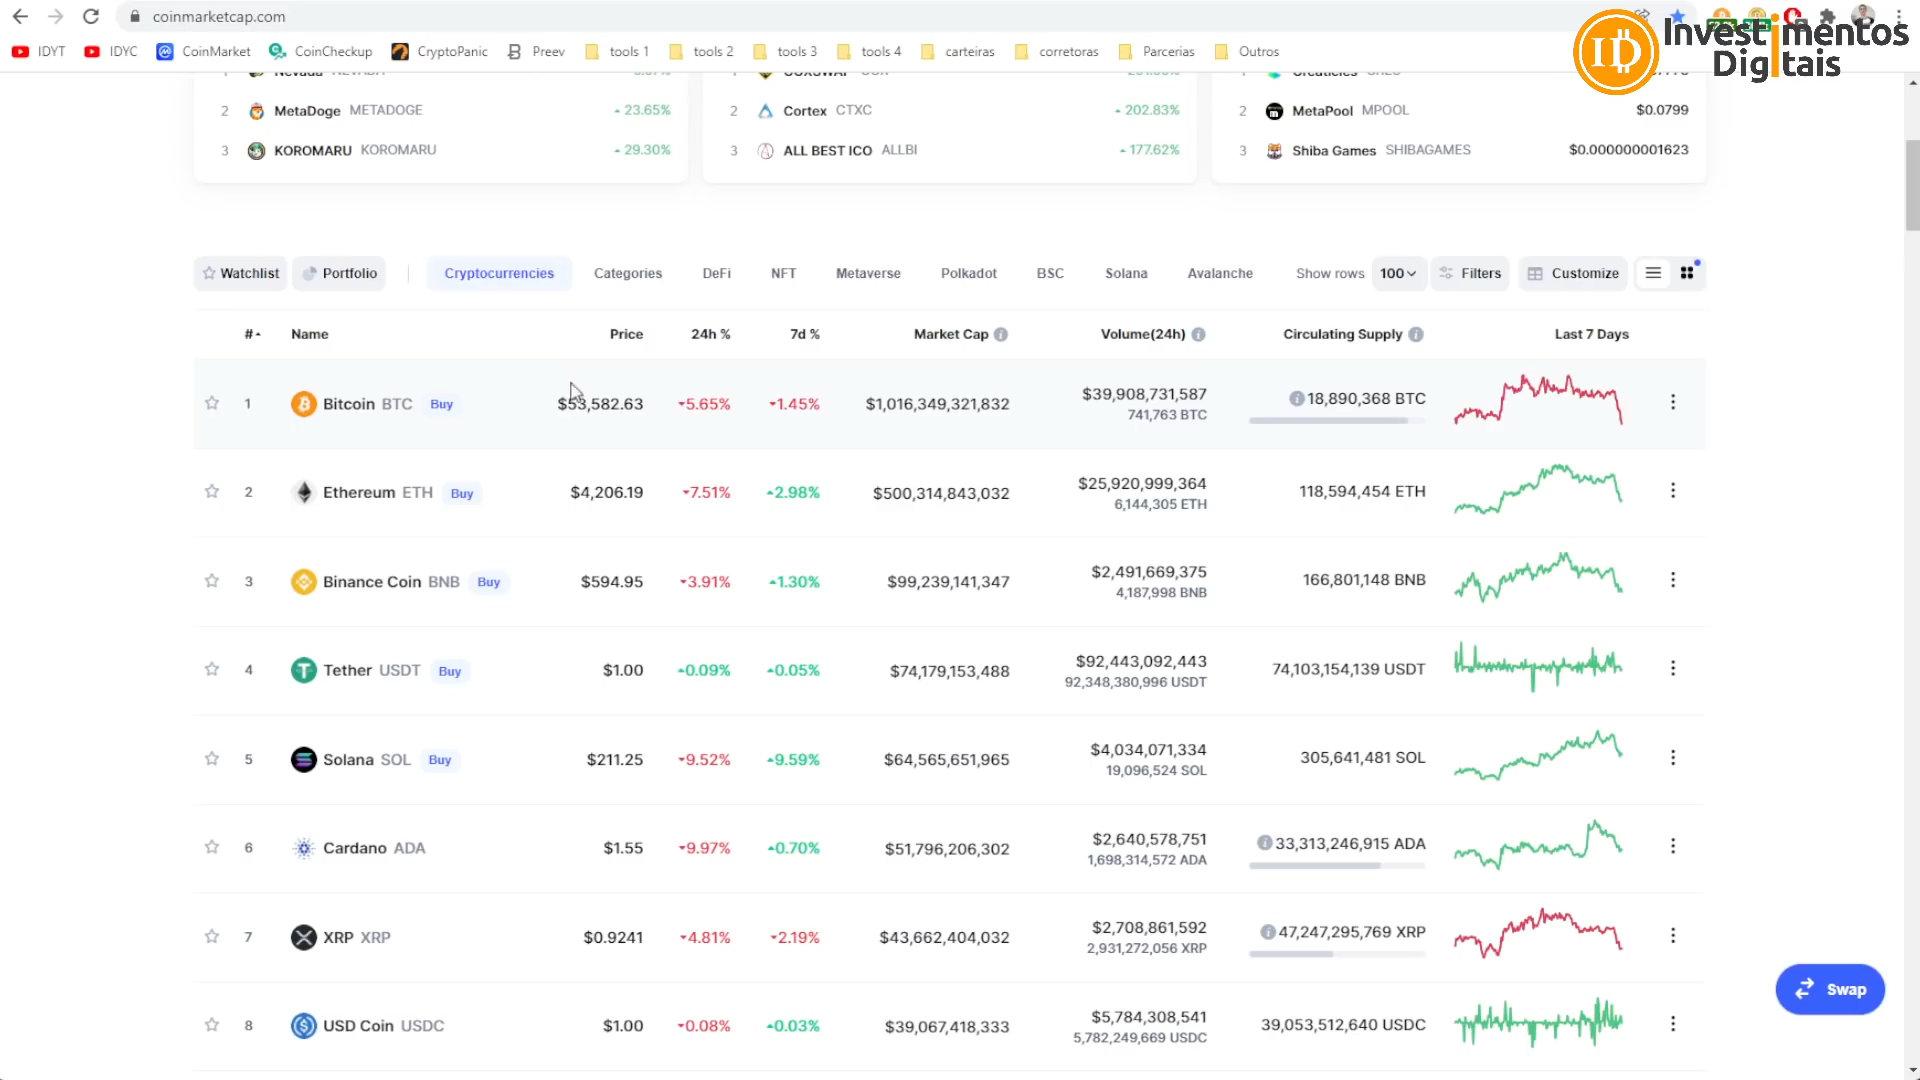 coinmarketcap.com
Investimentos
Digitais
IDYT IDYC CoinMarket CoinCheckup CryptoPanic Preev tools 1 tools 2 tools 3 tools 4 carteiras corretoras Parcerias Outros
Nevada NEVADA
2 MetaDoge METADOGE 23.65% 2 Cortex CTXC 202.83% 2 MetaPool MPOOL $0.0799
3 KOROMARU KOROMARU 29.30% 3 ALL BEST ICO ALLBI 177.62% 3 Shiba Games SHIBAGAMES $0.000000001623
Watchlist Portfolio Cryptocurrencies Categories DeFi NFT Metaverse Polkadot BSC Solana Avalanche Show rows 100 Filters Customize
# Name Price 24h % 7d % Market Cap Volume(24h) Circulating Supply Last 7 Days
1 Bitcoin BTC Buy $53,582.63 5.65% 1.45% $1,016,349,321,832 $39,908,731,587 18,890,368 BTC
741,763 BTC
2 Ethereum ETH Buy $4,206.19 7.51% 2.98% $500,314,843,032 $25,920,999,364 118,594,454 ETH
6,144,305 ETH
3 Binance Coin BNB Buy $594.95 3.91% 1.30% $99,239,141,347 $2,491,669,375 166,801,148 BNB
4,187,998 BNB
4 Tether USDT Buy $1.00 0.09% 0.05% $74,179,153,488 $92,443,092,443 74,103,154,139 USDT
92,348,380,996 USDT
5 Solana SOL Buy $211.25 9.52% 9.59% $64,565,651,965 $4,034,071,334 305,641,481 SOL
19,096,524 SOL
6 Cardano ADA $1.55 9.97% 0.70% $51,796,206,302 $2,640,578,751 33,313,246,915 ADA
1,698,314,572 ADA
7 XRP XRP $0.9241 4.81% 2.19% $43,662,404,032 $2,708,861,592 47,247,295,769 XRP
2,931,272,056 XRP
8 USD Coin USDC $1.00 0.08% 0.03% $39,067,418,333 $5,784,308,541 39,053,512,640 USDC
5,782,249,669 USDC
Swap